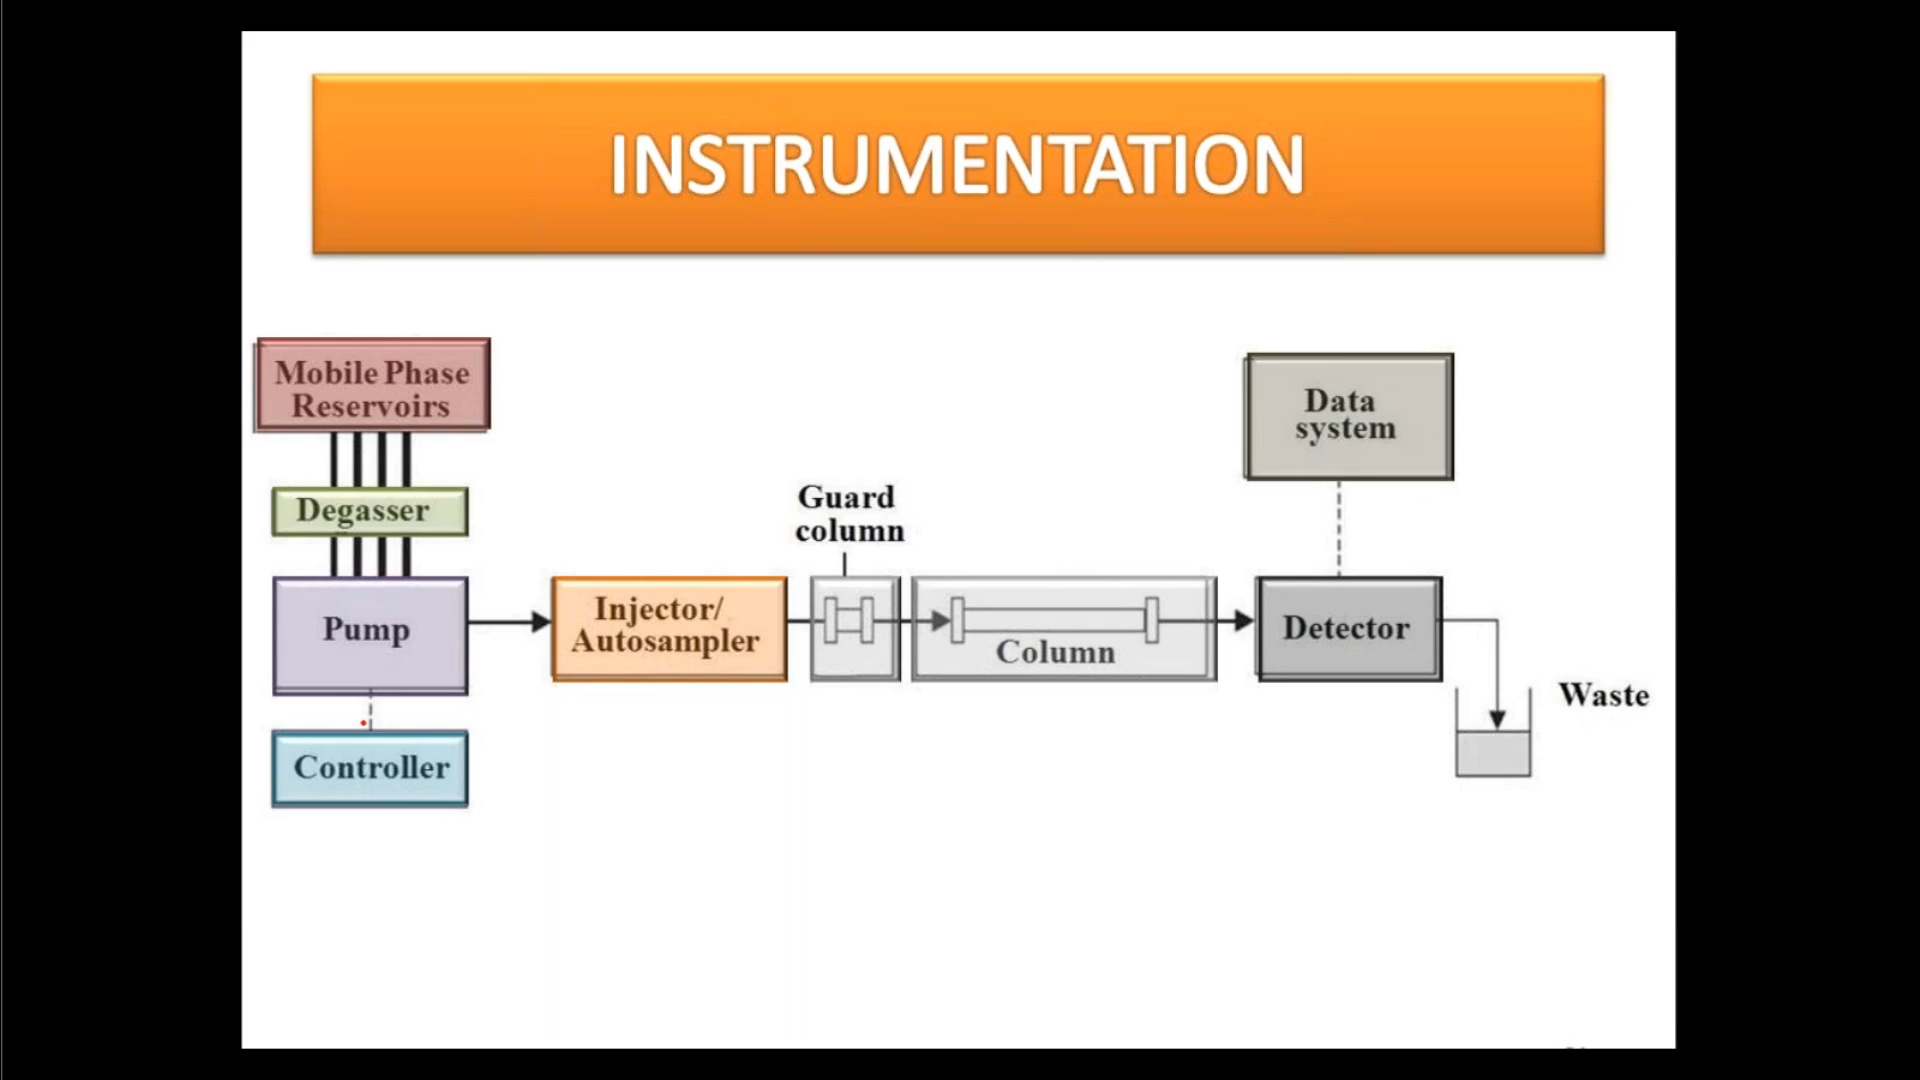 INSTRUMENTATION
Mobile Phase
Reservoirs
Degasser
Pump
Controller
Injector/
Autosampler
Guard
column
Column
Data
system
Detector
Waste